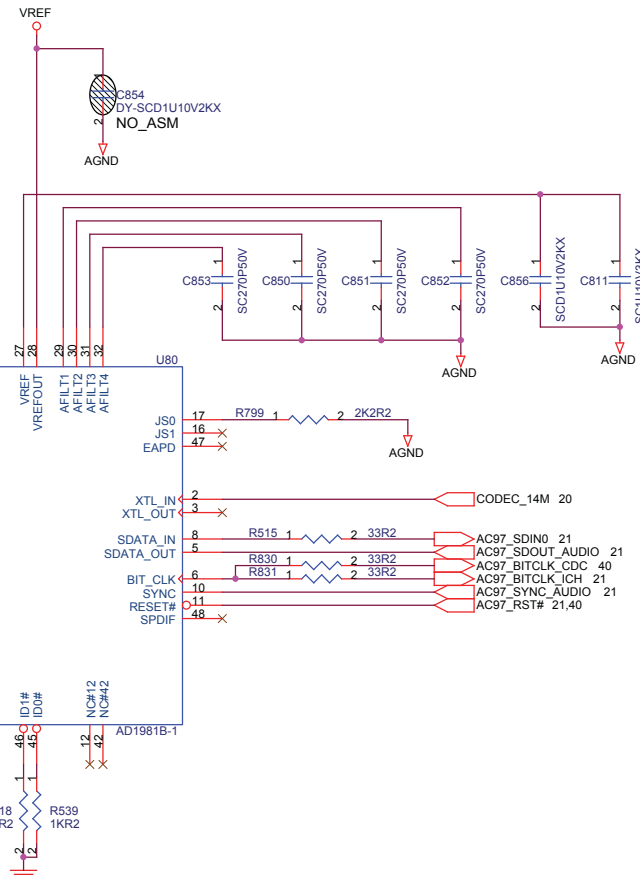 VREF
1
C854
DY-SCD1U10V2KX
2
NO_ASM
AGND
1 1 1 1 1 1
C853 SC270P50V
C850 SC270P50V
C851 SC270P50V
C852 SC270P50V
C856 SCD1U10V2KX
C811
2 2 2 2 2 2
AGND
AGND
27 28 29 30 31 32
U80
VREF
VREFOUT
AFILT1
AFILT2
AFILT3
AFILT4
JS0 17 R799 1 2 2K2R2
JS1 16
EAPD 47
AGND
XTL_IN 2 CODEC_14M 20
XTL_OUT 3
SDATA_IN 8 R515 1 2 33R2 AC97_SDIN0 21
SDATA_OUT 5 AC97_SDOUT_AUDIO 21
R830 1 2 33R2 AC97_BITCLK_CDC 40
BIT_CLK 6 R831 1 2 33R2 AC97_BITCLK_ICH 21
SYNC 10 AC97_SYNC_AUDIO 21
RESET# 11 AC97_RST# 21,40
SPDIF 48
ID1#
ID0#
NC#12
NC#42
AD1981B-1
46 45 12 42
1 1
18 R539
R2 1KR2
2 2